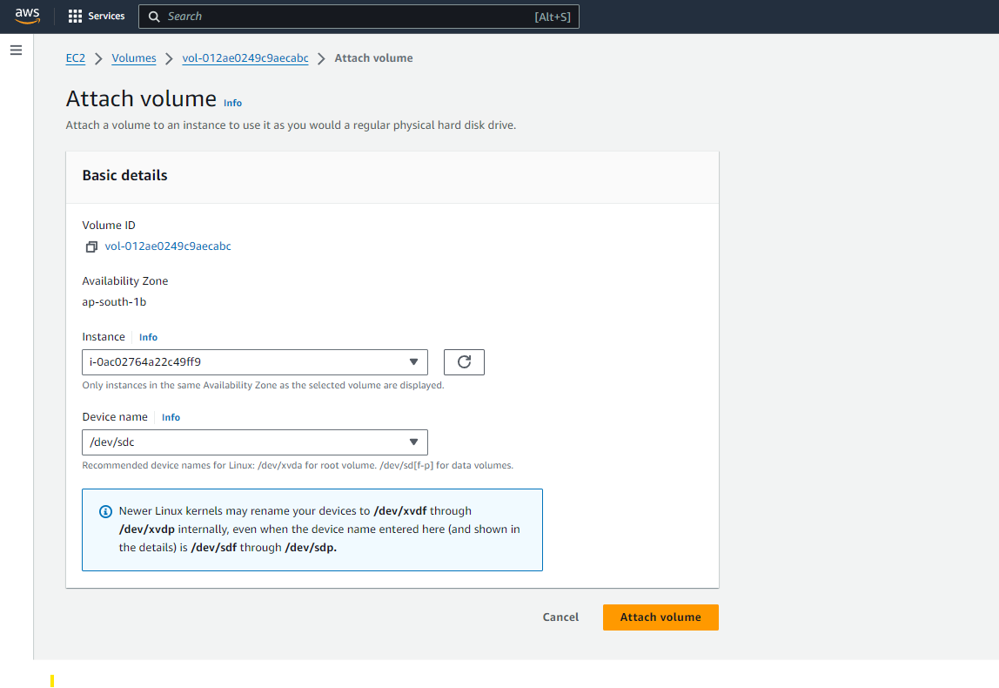 aws Services Search [Alt+S]
EC2 Volumes vol-012ae0249c9aecabc Attach volume
Attach volume Info
Attach a volume to an instance to use it as you would a regular physical hard disk drive.
Basic details
Volume ID
vol-012ae0249c9aecabc
Availability Zone
ap-south-1b
Instance Info
i-0ac02764a22c49ff9
Only instances in the same Availability Zone as the selected volume are displayed.
Device name Info
/dev/sdc
Recommended device names for Linux: /dev/xvda for root volume. /dev/sd[f-p] for data volumes.
Newer Linux kernels may rename your devices to /dev/xvdf through
/dev/xvdp internally, even when the device name entered here (and shown in
the details) is /dev/sdf through /dev/sdp.
Cancel Attach volume